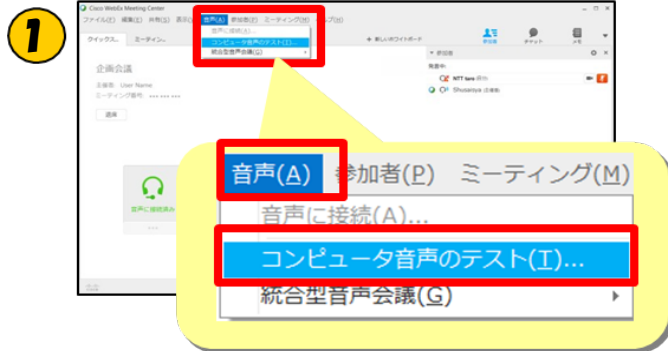 1
Cisco WebEx Meeting Center
ファイル(F) 編集(E) 共有(S) 表示 音声(A) 参加者(P) ミーティング(M) ヘルプ(H)
音声に接続(A)...
コンピュータ音声のテスト(T)...
統合型音声会議(G)
クイックス... ミーティン... + 新しいホワイトボード
参加者 チャット メモ
参加者
発言中:
企画会議
主催者: User Name
ミーティング番号:
NTT taro
Shusaisya
退席
音声に接続済み
音声(A) 参加者(P) ミーティング(M)
音声に接続(A)...
コンピュータ音声のテスト(T)...
統合型音声会議(G)